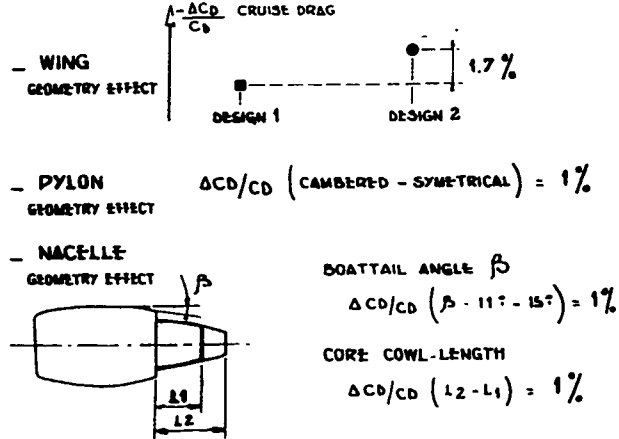 -ΔCD/CD CRUISE DRAG
- WING
GEOMETRY EFFECT
1.7 %
DESIGN 1
DESIGN 2
- PYLON
GEOMETRY EFFECT
ΔCD/CD (CAMBERED - SYMETRICAL) = 1%
- NACELLE
GEOMETRY EFFECT
β
BOATTAIL ANGLE β
ΔCD/CD (β - 11° - 15°) = 1%
CORE COWL-LENGTH
ΔCD/CD (L2 - L1) = 1%
L1
L2